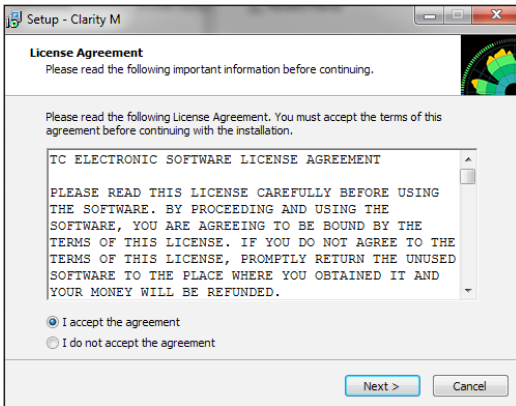 Setup - Clarity M
License Agreement
Please read the following important information before continuing.
Please read the following License Agreement. You must accept the terms of this
agreement before continuing with the installation.
TC ELECTRONIC SOFTWARE LICENSE AGREEMENT
PLEASE READ THIS LICENSE CAREFULLY BEFORE USING
THE SOFTWARE. BY PROCEEDING AND USING THE
SOFTWARE, YOU ARE AGREEING TO BE BOUND BY THE
TERMS OF THIS LICENSE. IF YOU DO NOT AGREE TO THE
TERMS OF THIS LICENSE, PROMPTLY RETURN THE UNUSED
SOFTWARE TO THE PLACE WHERE YOU OBTAINED IT AND
YOUR MONEY WILL BE REFUNDED.
I accept the agreement
I do not accept the agreement
Next >
Cancel